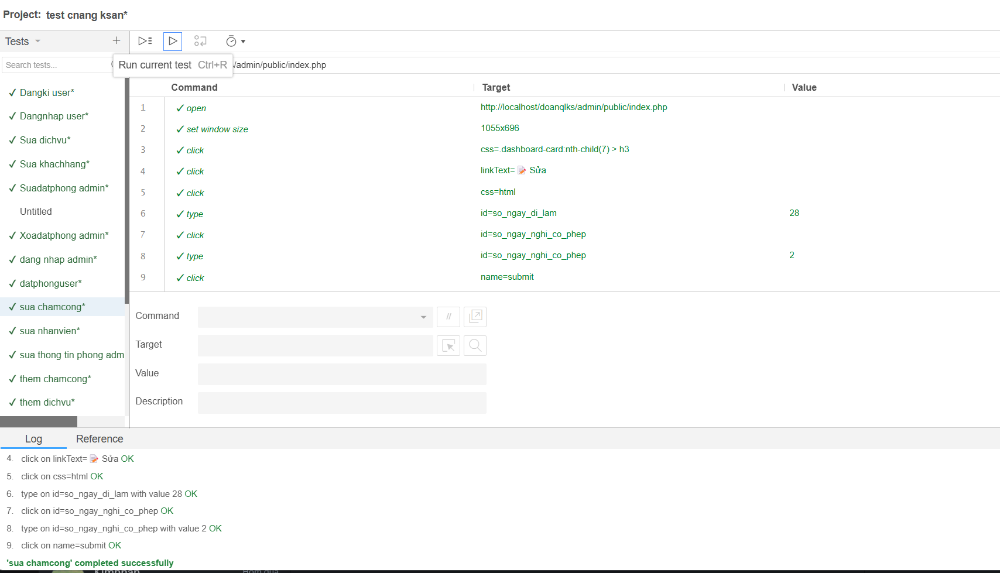 Project: test cnang ksan*
Tests
Search tests...
Run current test Ctrl+R
/admin/public/index.php
Dangki user*
Dangnhap user*
Sua dichvu*
Sua khachhang*
Suadatphong admin*
Untitled
Xoadatphong admin*
dang nhap admin*
datphonguser*
sua chamcong*
sua nhanvien*
sua thong tin phong adm
them chamcong*
them dichvu*
Command Target Value
1 open http://localhost/doanqlks/admin/public/index.php
2 set window size 1055x696
3 click css=.dashboard-card:nth-child(7) > h3
4 click linkText= 📝 Sửa
5 click css=html
6 type id=so_ngay_di_lam 28
7 click id=so_ngay_nghi_co_phep
8 type id=so_ngay_nghi_co_phep 2
9 click name=submit
Command //
Target
Value
Description
Log Reference
4. click on linkText= 📝 Sửa OK
5. click on css=html OK
6. type on id=so_ngay_di_lam with value 28 OK
7. click on id=so_ngay_nghi_co_phep OK
8. type on id=so_ngay_nghi_co_phep with value 2 OK
9. click on name=submit OK
'sua chamcong' completed successfully